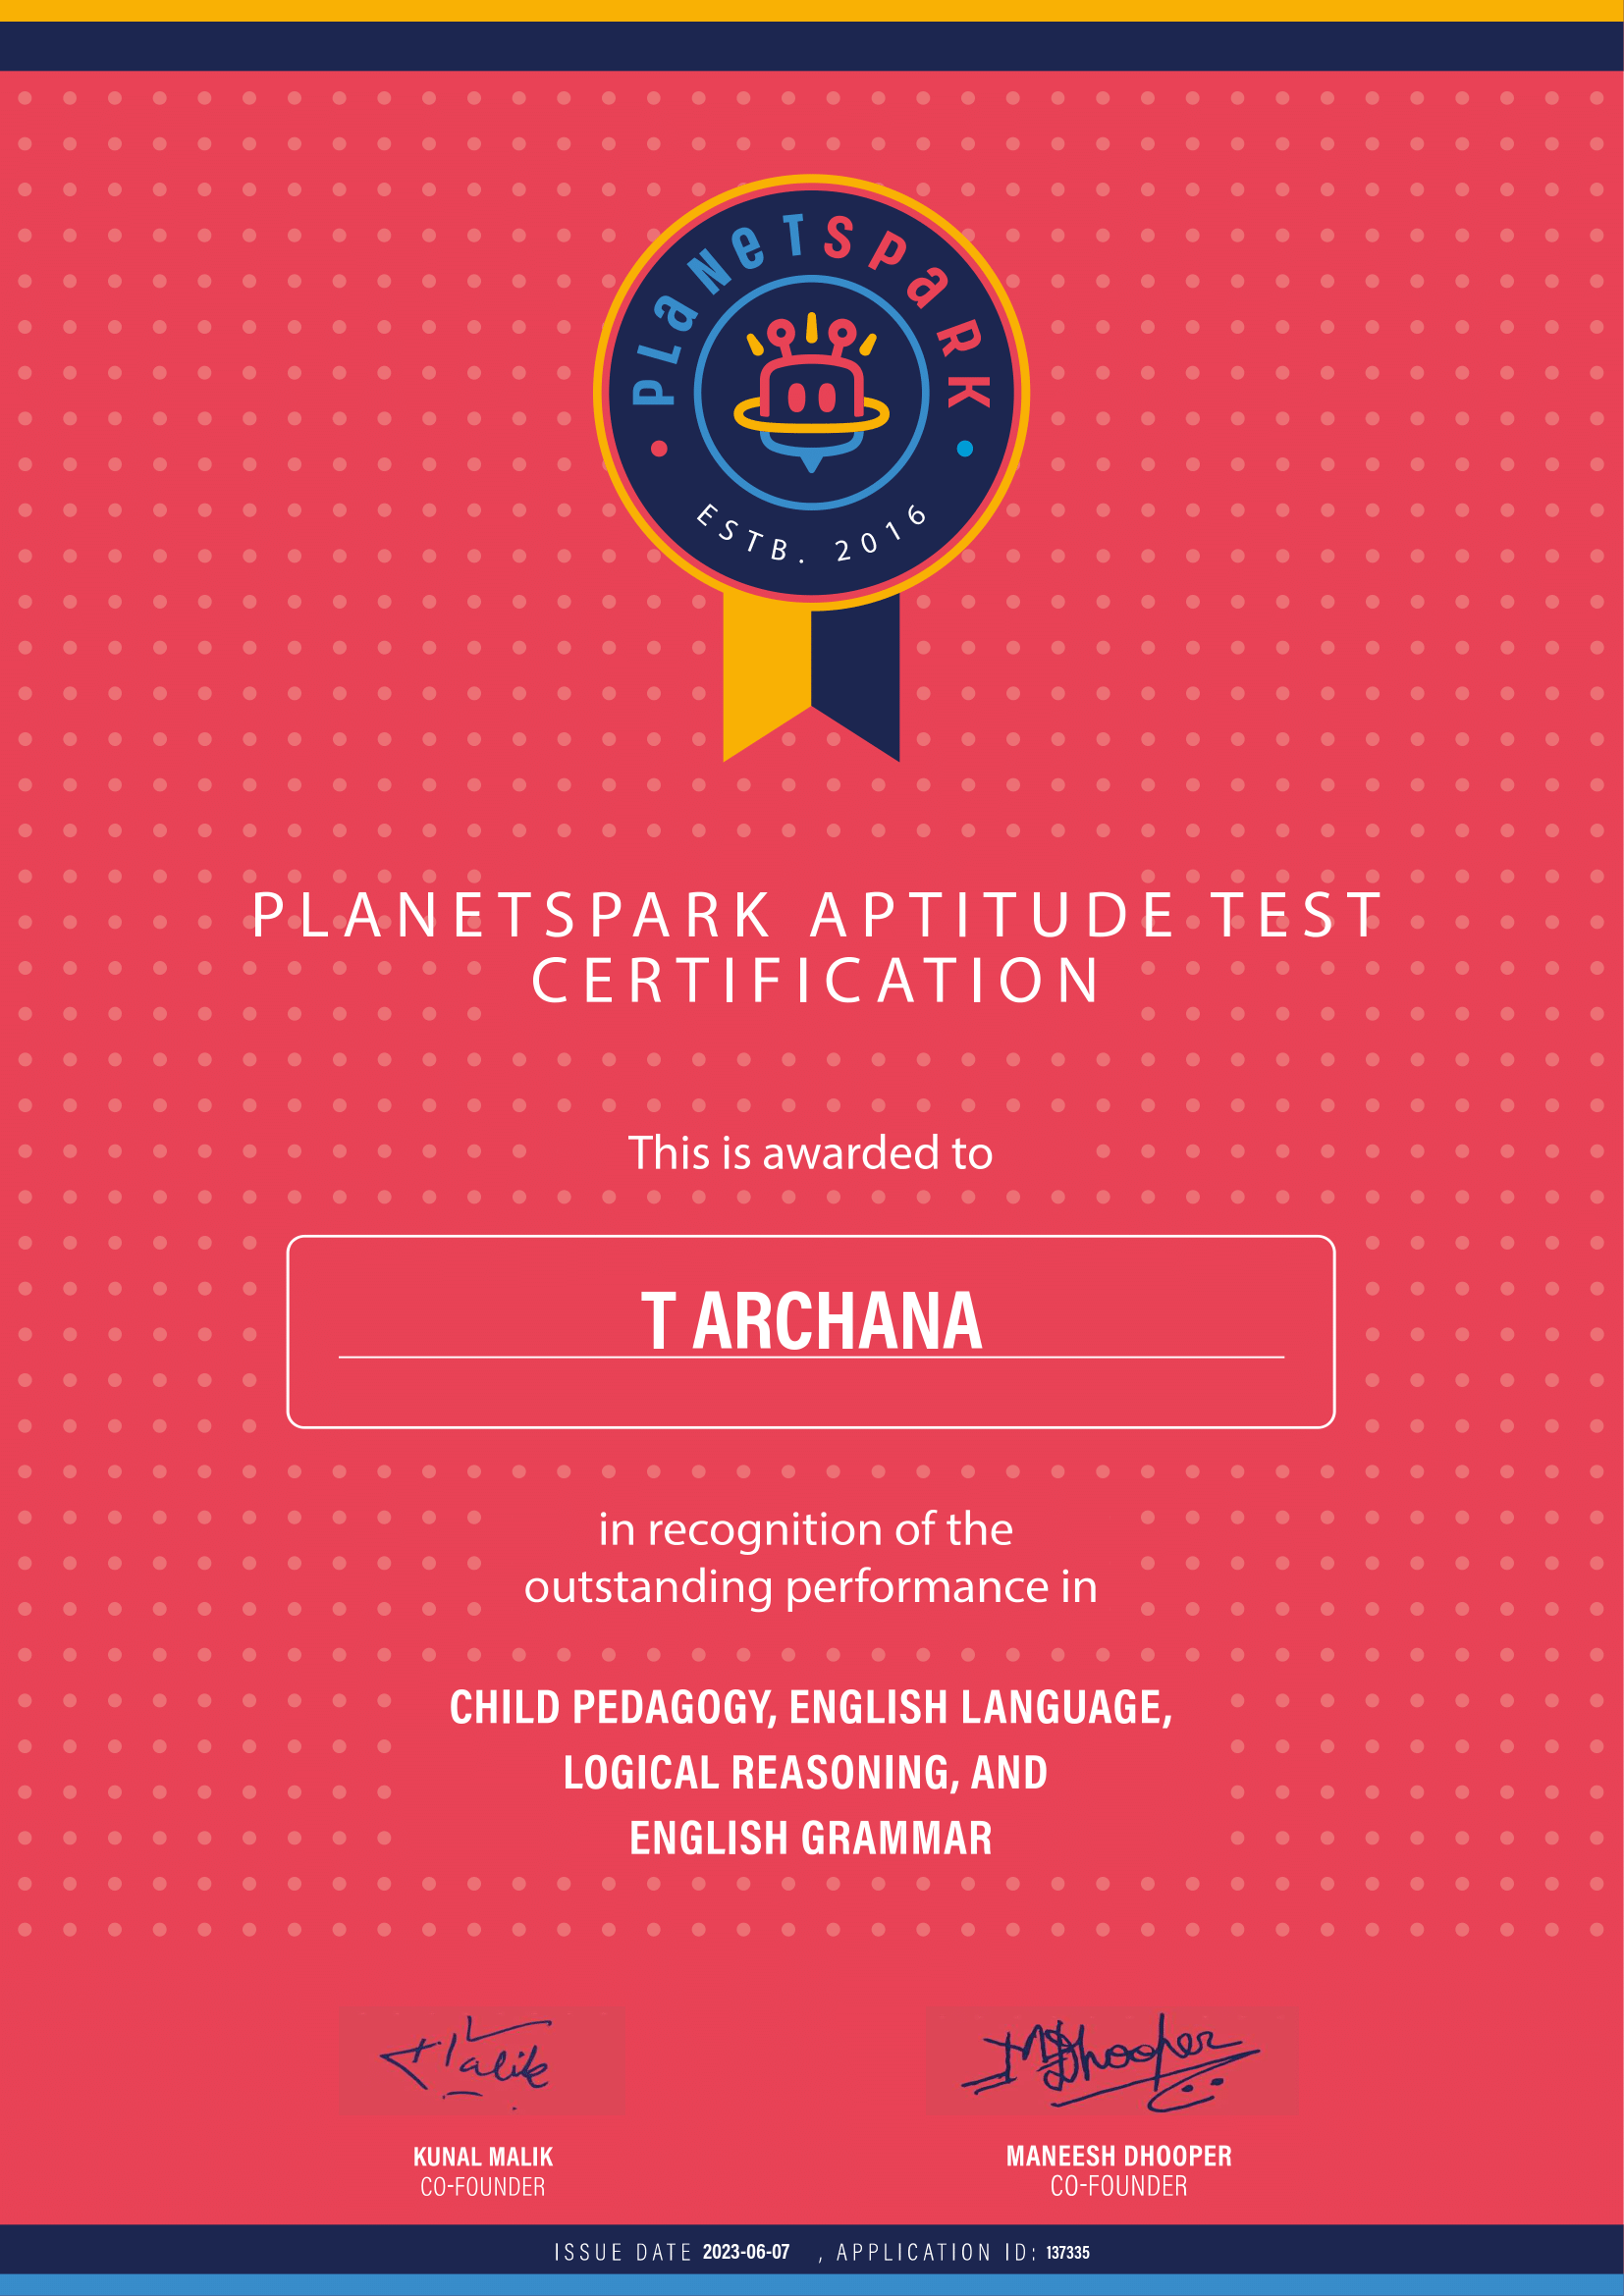 PLaNeTSPaRK
ESTB. 2016
PLANETSPARK APTITUDE TEST
CERTIFICATION
This is awarded to
T ARCHANA
in recognition of the
outstanding performance in
CHILD PEDAGOGY, ENGLISH LANGUAGE,
LOGICAL REASONING, AND
ENGLISH GRAMMAR
Malik
MDhooper
KUNAL MALIK
MANEESH DHOOPER
CO-FOUNDER
CO-FOUNDER
ISSUE DATE 2023-06-07 , APPLICATION ID: 137335